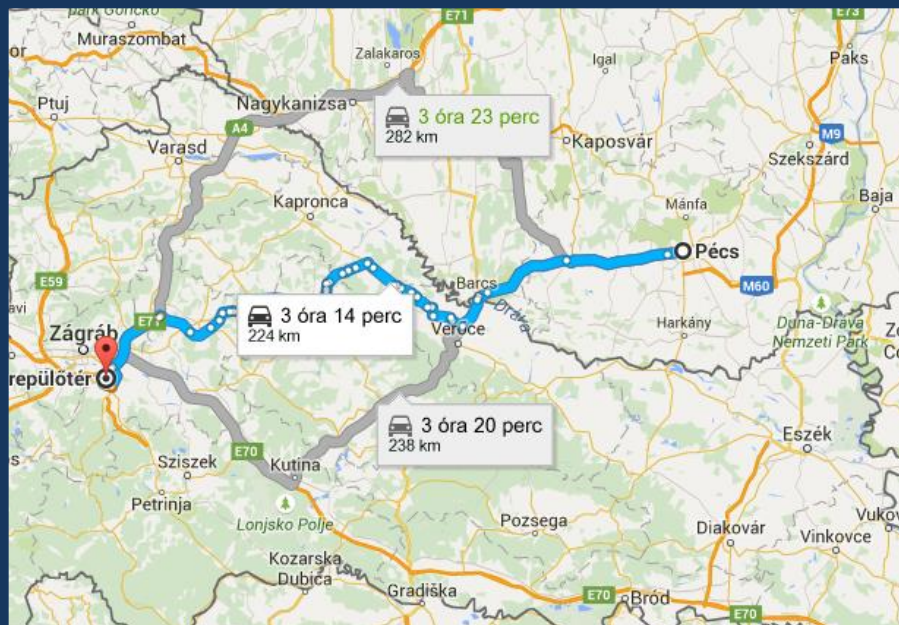 park Goričko
Muraszombat
E71
E73
Zalakaros
Igal
Paks
Ptuj
Nagykanizsa
3 óra 23 perc
282 km
A4
Varasd
Kaposvár
M9
Szekszárd
Kapronca
Mánfa
Baja
E59
Pécs
Barcs
M60
E71
3 óra 14 perc
224 km
Dráva
Harkány
Duna-Dráva
Nemzeti Park
Zágráb
Verőce
repülőtér
3 óra 20 perc
238 km
E70
Kutina
Eszék
Sziszek
Petrinja
Lonjsko Polje
Pozsega
Diakovár
Vinkovce
Kozarska
Dubica
Gradiška
E70
Bród
E70